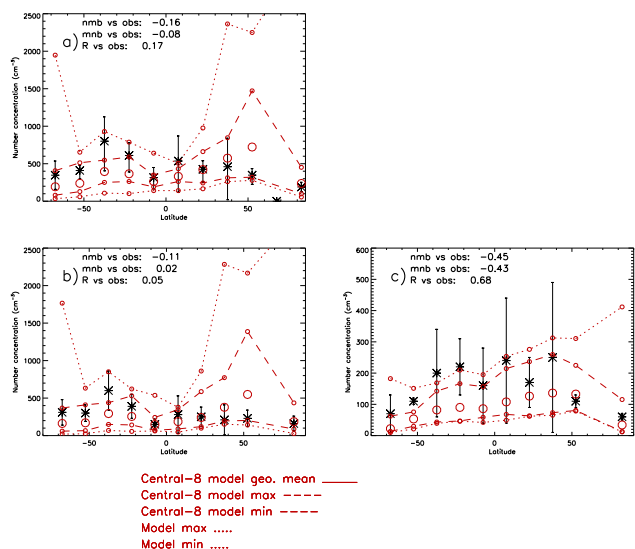 nmb vs obs: −0.16
mnb vs obs: −0.08
R vs obs: 0.17
a)
Number concentration (cm⁻³)
2500
2000
1500
1000
500
0
−50 0 50
Latitude
nmb vs obs: −0.11
mnb vs obs: 0.02
R vs obs: 0.05
b)
Number concentration (cm⁻³)
2500
2000
1500
1000
500
0
−50 0 50
Latitude
nmb vs obs: −0.45
mnb vs obs: −0.43
R vs obs: 0.68
c)
Number concentration (cm⁻³)
600
500
400
300
200
100
0
−50 0 50
Latitude
Central−8 model geo. mean
Central−8 model max
Central−8 model min
Model max .....
Model min .....